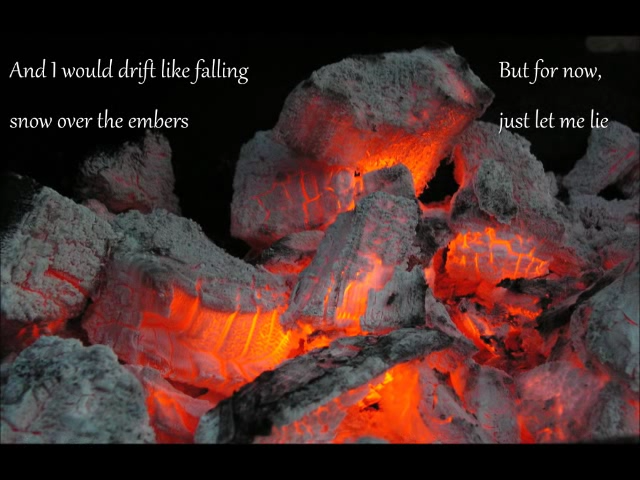 And I would drift like falling
snow over the embers
But for now,
just let me lie